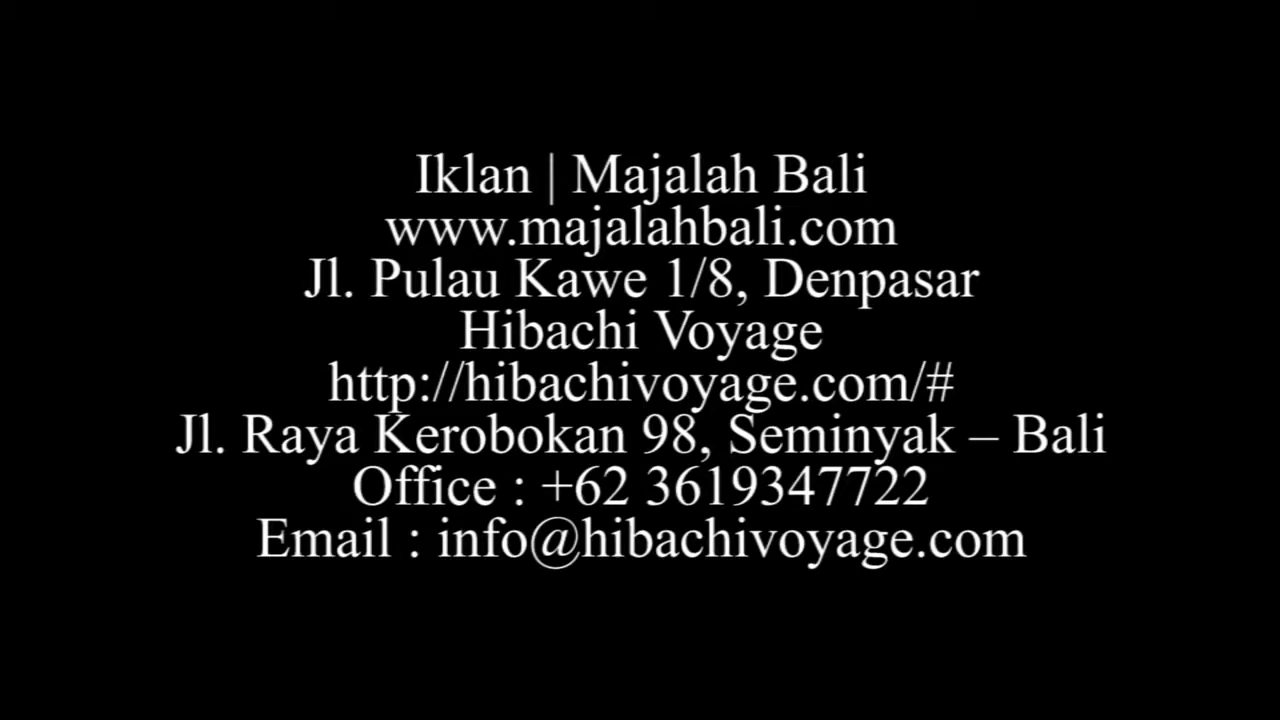 Iklan | Majalah Bali
www.majalahbali.com
Jl. Pulau Kawe 1/8, Denpasar
Hibachi Voyage
http://hibachivoyage.com/#
Jl. Raya Kerobokan 98, Seminyak – Bali
Office : +62 3619347722
Email : info@hibachivoyage.com